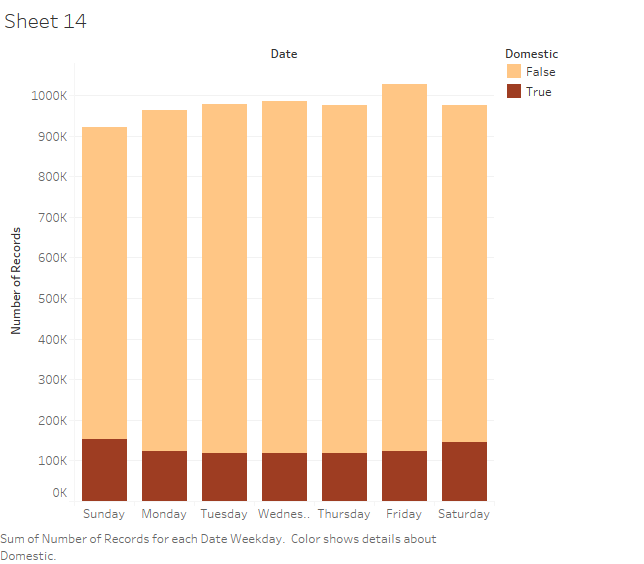 Sheet 14
Date
Domestic
False
True
Number of Records
1000K
900K
800K
700K
600K
500K
400K
300K
200K
100K
0K
Sunday Monday Tuesday Wednes.. Thursday Friday Saturday
Sum of Number of Records for each Date Weekday.  Color shows details about
Domestic.